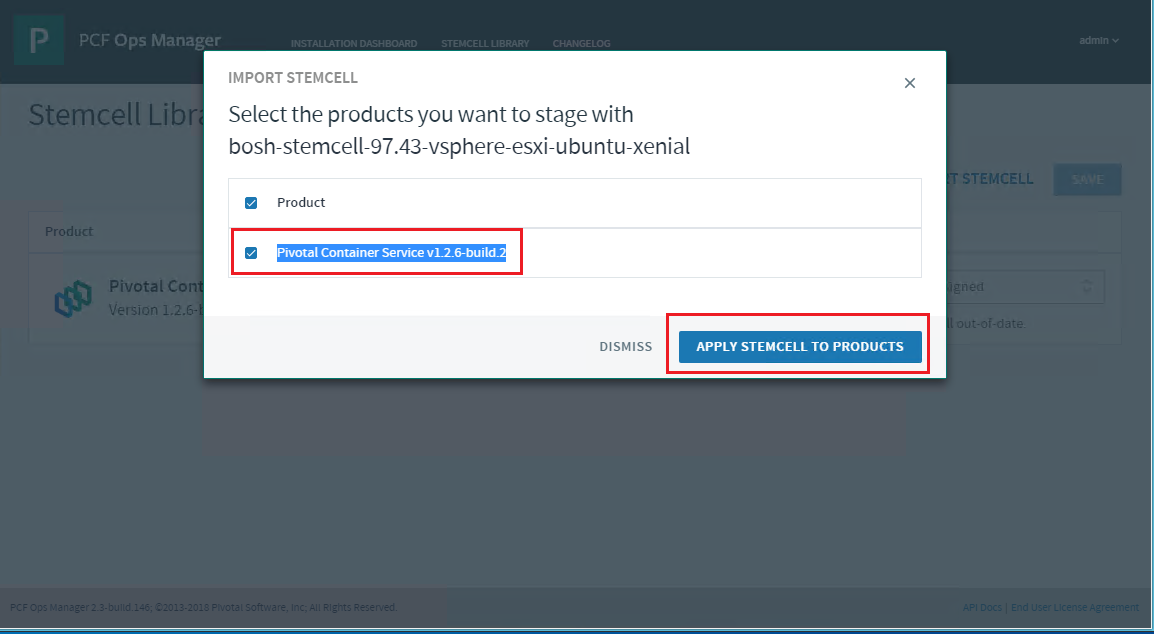 P
PCF Ops Manager
INSTALLATION DASHBOARD
STEMCELL LIBRARY
CHANGELOG
admin
Stemcell Libra
IMPORT STEMCELL
Select the products you want to stage with
bosh-stemcell-97.43-vsphere-esxi-ubuntu-xenial
Product
Pivotal Container Service v1.2.6-build.2
DISMISS
APPLY STEMCELL TO PRODUCTS
RT STEMCELL
SAVE
Product
Pivotal Cont
Version 1.2.6-b
igned
ll out-of-date.
PCF Ops Manager 2.3-build.146; ©2013-2018 Pivotal Software, Inc; All Rights Reserved.
API Docs | End User License Agreement